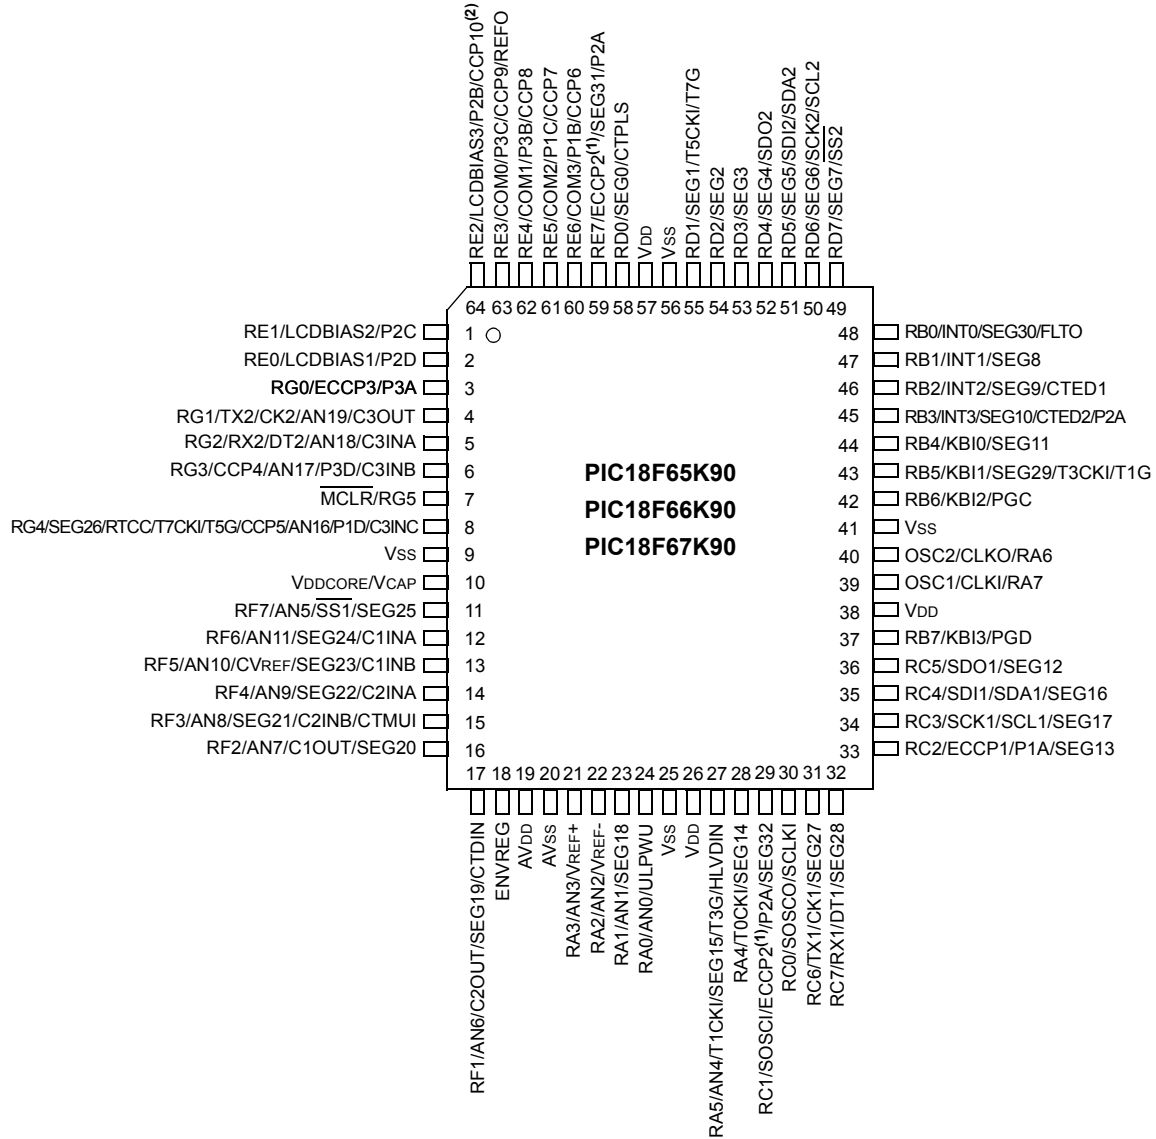 RE2/LCDBIAS3/P2B/CCP10(2)
RE3/COM0/P3C/CCP9/REFO
RE4/COM1/P3B/CCP8
RE5/COM2/P1C/CCP7
RE6/COM3/P1B/CCP6
RE7/ECCP2(1)/SEG31/P2A
RD0/SEG0/CTPLS
VDD
VSS
RD1/SEG1/T5CKI/T7G
RD2/SEG2
RD3/SEG3
RD4/SEG4/SDO2
RD5/SEG5/SDI2/SDA2
RD6/SEG6/SCK2/SCL2
RD7/SEG7/SS2
64 63 62 61 60 59 58 57 56 55 54 53 52 51 50 49
RE1/LCDBIAS2/P2C 1
RE0/LCDBIAS1/P2D 2
RG0/ECCP3/P3A 3
RG1/TX2/CK2/AN19/C3OUT 4
RG2/RX2/DT2/AN18/C3INA 5
RG3/CCP4/AN17/P3D/C3INB 6
MCLR/RG5 7
RG4/SEG26/RTCC/T7CKI/T5G/CCP5/AN16/P1D/C3INC 8
VSS 9
VDDCORE/VCAP 10
RF7/AN5/SS1/SEG25 11
RF6/AN11/SEG24/C1INA 12
RF5/AN10/CVREF/SEG23/C1INB 13
RF4/AN9/SEG22/C2INA 14
RF3/AN8/SEG21/C2INB/CTMUI 15
RF2/AN7/C1OUT/SEG20 16
PIC18F65K90
PIC18F66K90
PIC18F67K90
48 RB0/INT0/SEG30/FLTO
47 RB1/INT1/SEG8
46 RB2/INT2/SEG9/CTED1
45 RB3/INT3/SEG10/CTED2/P2A
44 RB4/KBI0/SEG11
43 RB5/KBI1/SEG29/T3CKI/T1G
42 RB6/KBI2/PGC
41 VSS
40 OSC2/CLKO/RA6
39 OSC1/CLKI/RA7
38 VDD
37 RB7/KBI3/PGD
36 RC5/SDO1/SEG12
35 RC4/SDI1/SDA1/SEG16
34 RC3/SCK1/SCL1/SEG17
33 RC2/ECCP1/P1A/SEG13
17 18 19 20 21 22 23 24 25 26 27 28 29 30 31 32
RF1/AN6/C2OUT/SEG19/CTDIN
ENVREG
AVDD
AVSS
RA3/AN3/VREF+
RA2/AN2/VREF-
RA1/AN1/SEG18
RA0/AN0/ULPWU
VSS
VDD
RA5/AN4/T1CKI/SEG15/T3G/HLVDIN
RA4/T0CKI/SEG14
RC1/SOSCI/ECCP2(1)/P2A/SEG32
RC0/SOSCO/SCLKI
RC6/TX1/CK1/SEG27
RC7/RX1/DT1/SEG28